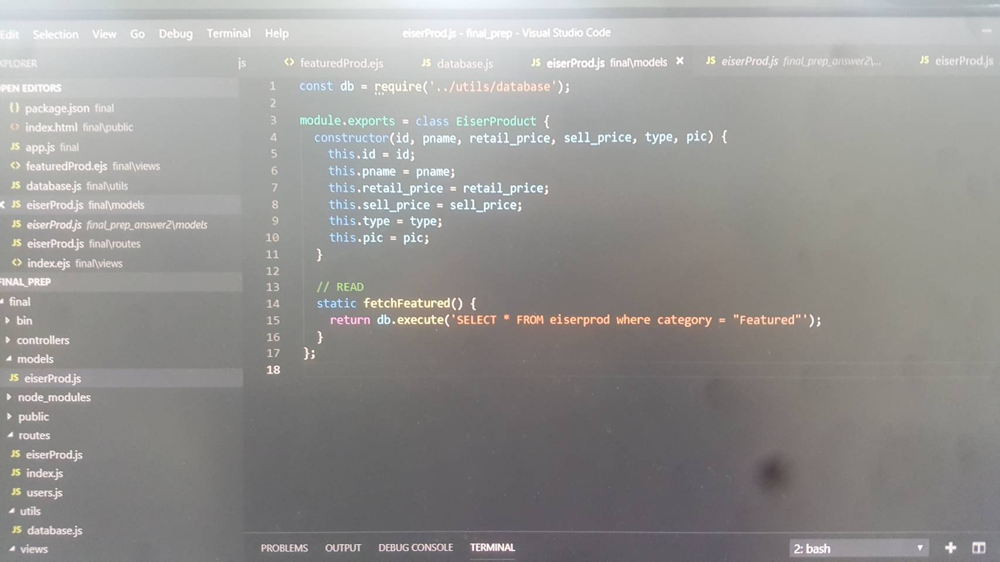 Edit Selection View Go Debug Terminal Help
eiserProd.js - final_prep - Visual Studio Code
EXPLORER
OPEN EDITORS
package.json final
index.html final\public
app.js final
featuredProd.ejs final\views
database.js final\utils
eiserProd.js final\models
eiserProd.js final_prep_answer2\models
eiserProd.js final\routes
index.ejs final\views
FINAL_PREP
final
bin
controllers
models
eiserProd.js
node_modules
public
routes
eiserProd.js
index.js
users.js
utils
database.js
views
js <> featuredProd.ejs JS database.js JS eiserProd.js final\models × JS eiserProd.js final_prep_answer2\... JS eiserProd.js
1 const db = require('../utils/database');
2
3 module.exports = class EiserProduct {
4 constructor(id, pname, retail_price, sell_price, type, pic) {
5 this.id = id;
6 this.pname = pname;
7 this.retail_price = retail_price;
8 this.sell_price = sell_price;
9 this.type = type;
10 this.pic = pic;
11 }
12
13 // READ
14 static fetchFeatured() {
15 return db.execute('SELECT * FROM eiserprod where category = "Featured"');
16 }
17 };
18
PROBLEMS OUTPUT DEBUG CONSOLE TERMINAL
2: bash